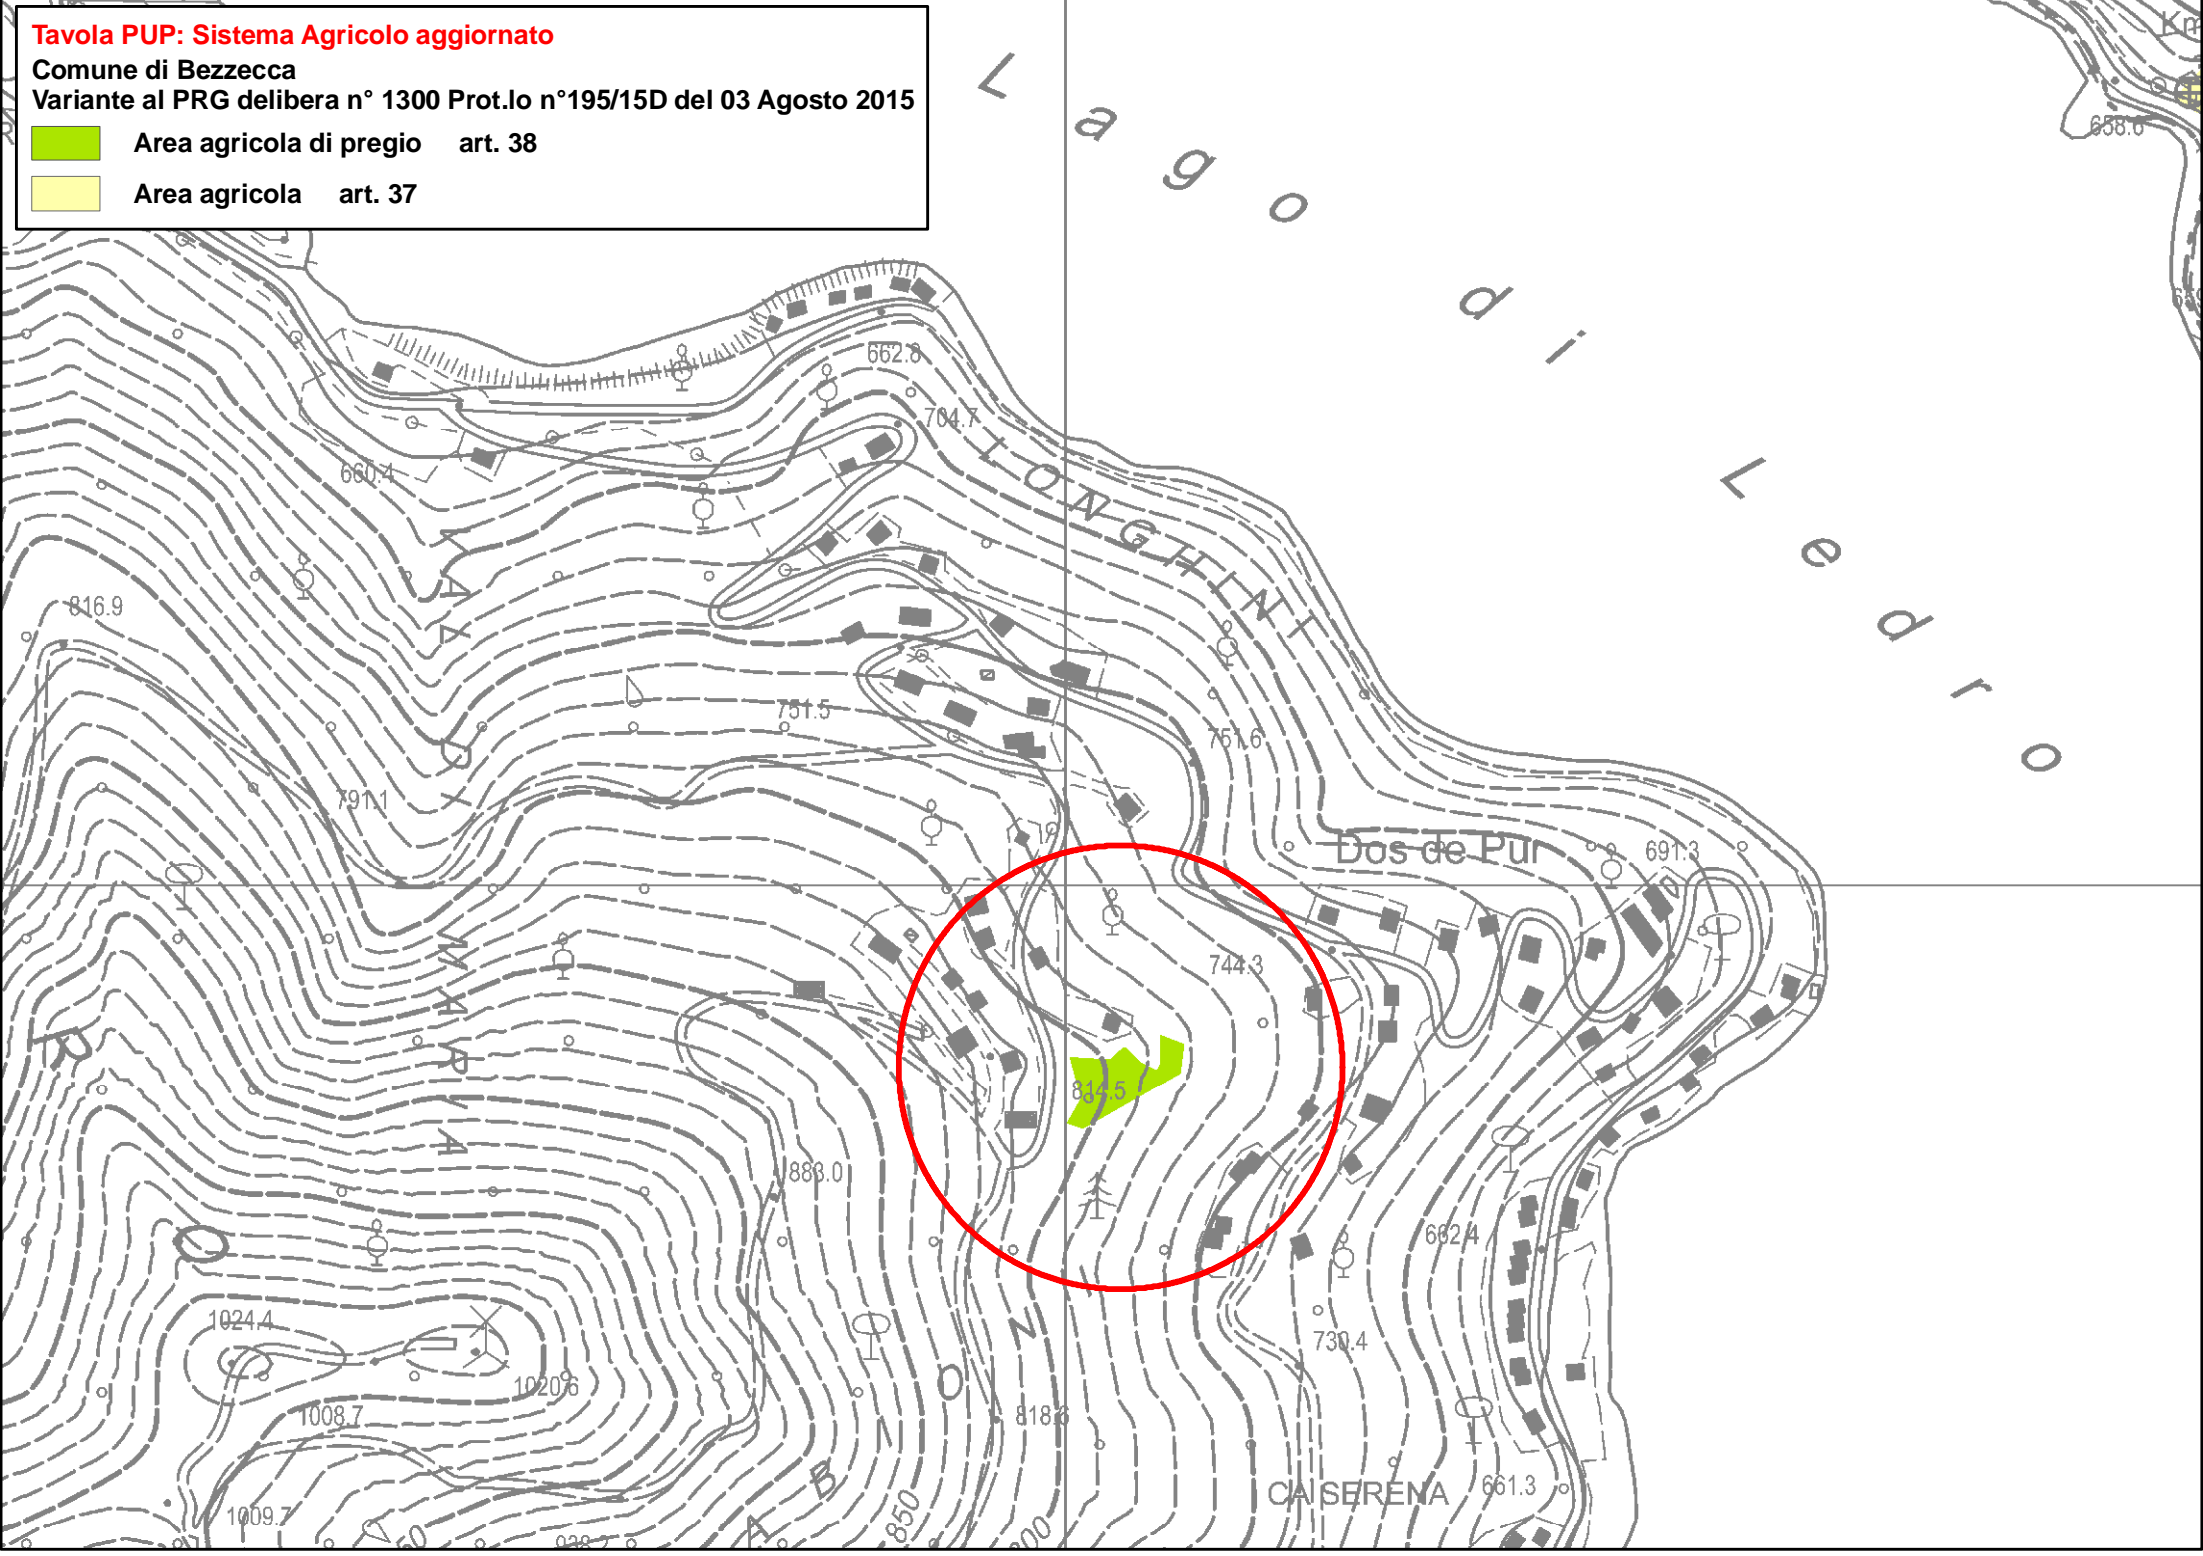 Tavola PUP: Sistema Agricolo aggiornato
Comune di Bezzecca
Variante al PRG delibera n° 1300 Prot.lo n°195/15D del 03 Agosto 2015
Area agricola di pregio art. 38
Area agricola art. 37
Lago di Ledro
658.6
662.8
704.7
660.4
LONGHINI
816.9
751.5
751.6
791.1
Dos de Pur
691.3
744.3
814.5
883.0
662.4
1024.4
730.4
1020.6
1008.7
818.6
CA SERENA
661.3
1009.7
850